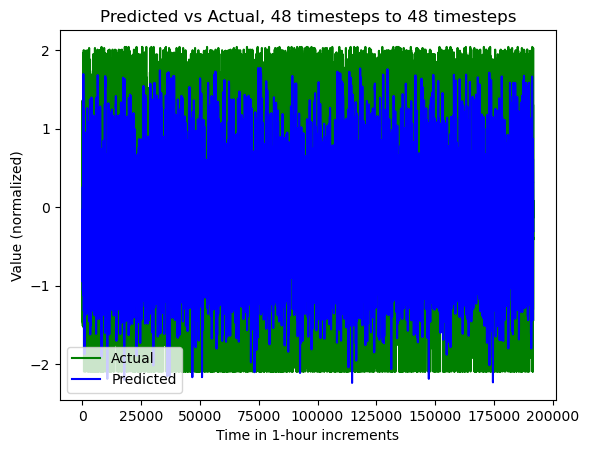 Predicted vs Actual, 48 timesteps to 48 timesteps
Value (normalized)
2
1
0
−1
−2
Actual
Predicted
0 25000 50000 75000 100000 125000 150000 175000 200000
Time in 1-hour increments